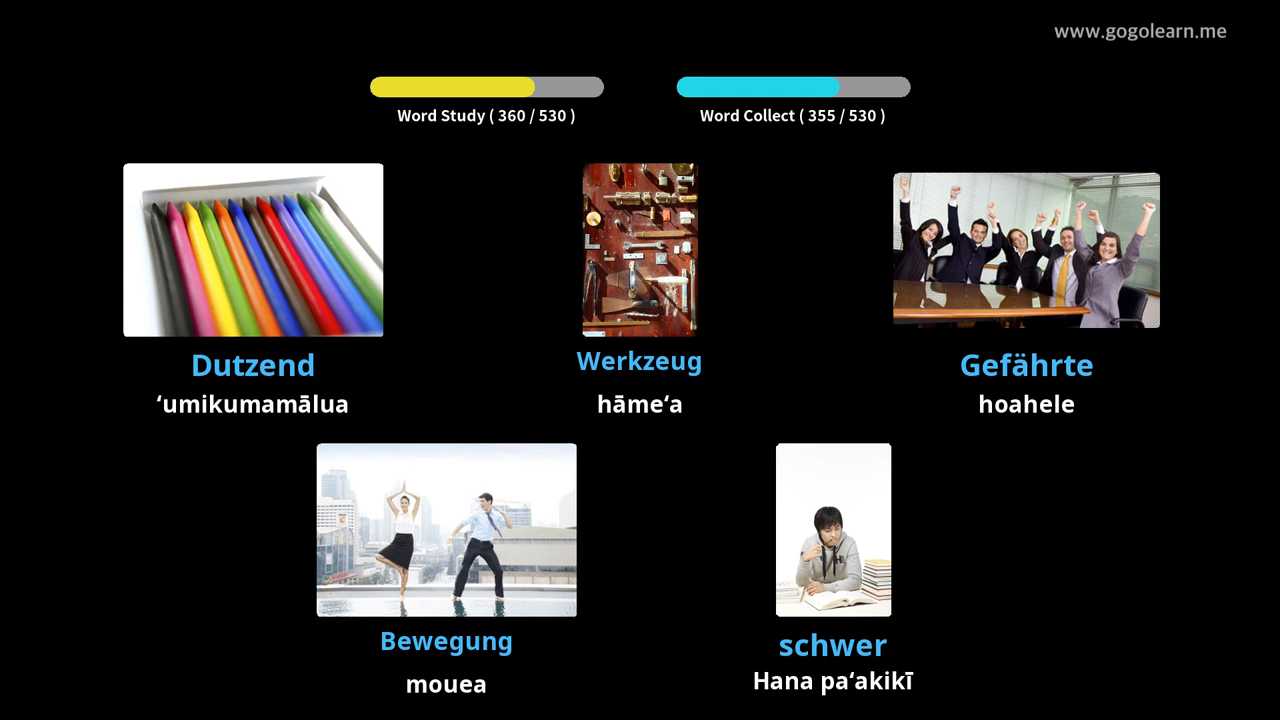 www.gogolearn.me
Word Study ( 360 / 530 )
Word Collect ( 355 / 530 )
Dutzend
ʻumikumamālua
Werkzeug
hāmeʻa
Gefährte
hoahele
Bewegung
mouea
schwer
Hana paʻakikī